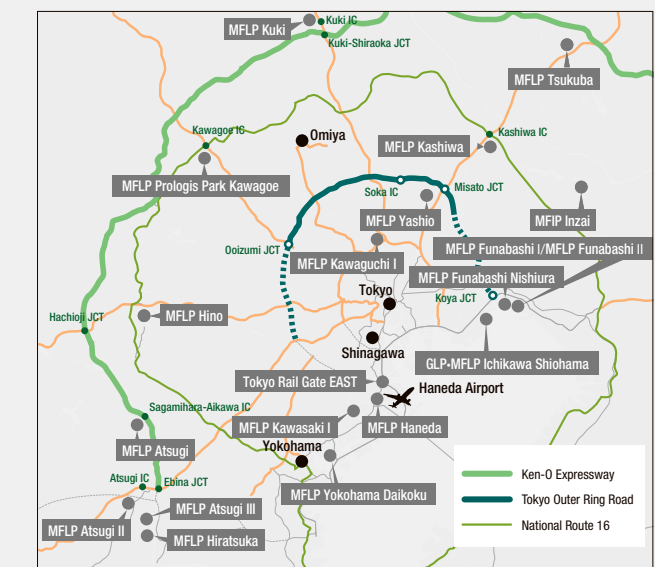 MFLP Kuki
Kuki IC
Kuki-Shiraoka JCT
MFLP Tsukuba
Kawagoe IC
Omiya
MFLP Kashiwa
Kashiwa IC
MFLP Prologis Park Kawagoe
Soka IC
Misato JCT
MFIP Inzai
MFLP Yashio
Ooizumi JCT
MFLP Kawaguchi I
MFLP Funabashi I/MFLP Funabashi II
MFLP Funabashi Nishiura
Tokyo
Koya JCT
Hachioji JCT
MFLP Hino
Shinagawa
GLP-MFLP Ichikawa Shiohama
Tokyo Rail Gate EAST
Haneda Airport
Sagamihara-Aikawa IC
MFLP Kawasaki I
MFLP Haneda
MFLP Atsugi
Yokohama
Atsugi IC
Ebina JCT
MFLP Yokohama Daikoku
MFLP Atsugi III
MFLP Atsugi II
MFLP Hiratsuka
Ken-O Expressway
Tokyo Outer Ring Road
National Route 16